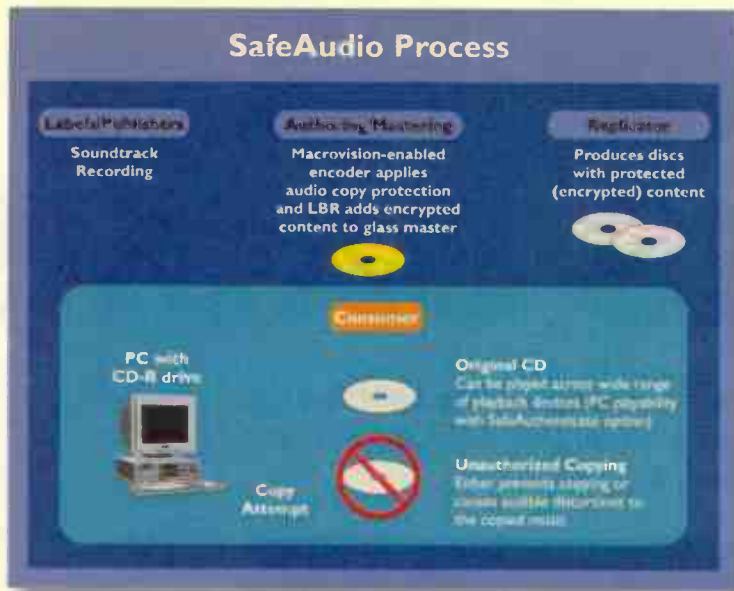 SafeAudio Process
Labels/Publishers
Soundtrack
Recording
Authoring/Mastering
Macrovision-enabled
encoder applies
audio copy protection
and LBR adds encrypted
content to glass master
Replicator
Produces discs
with protected
(encrypted) content
Consumer
PC with
CD-R drive
Copy
Attempt
Original CD
Can be played across wide range
of playback devices (PC capability
with SafeAuthenticate option)
Unauthorized Copying
Either prevents copying or
causes audible distortions to
the copied music